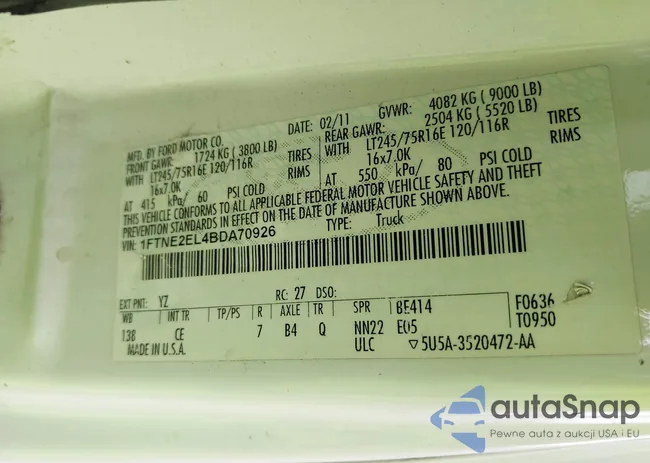 MFD. BY FORD MOTOR CO. DATE: 02/11 GVWR: 4082 KG ( 9000 LB)
FRONT GAWR: 1724 KG ( 3800 LB) REAR GAWR: 2504 KG ( 5520 LB)
WITH LT245/75R16E 120/116R TIRES WITH LT245/75R16E 120/116R TIRES
16x7.0K RIMS 16x7.0K RIMS
AT 415 kPa/ 60 PSI COLD AT 550 kPa/ 80 PSI COLD
THIS VEHICLE CONFORMS TO ALL APPLICABLE FEDERAL MOTOR VEHICLE SAFETY AND THEFT
PREVENTION STANDARDS IN EFFECT ON THE DATE OF MANUFACTURE SHOWN ABOVE.
VIN: 1FTNE2EL4BDA70926 TYPE: Truck
EXT PNT: YZ RC: 27 DSO:
WB INT TR TP/PS R AXLE TR SPR BE414 F0636
138 CE 7 B4 Q NN22 E05 T0950
MADE IN U.S.A. ULC ▽5U5A-3520472-AA
autaSnap
Pewne auta z aukcji USA i EU